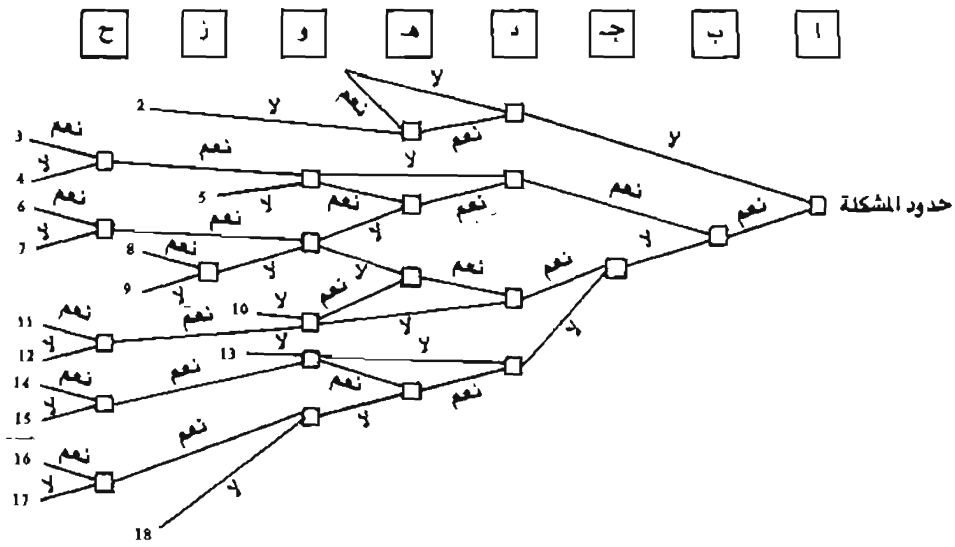 ا ب جـ د هـ و ز ح
لا
نعم
2 لا
نعم
لا
3 نعم
نعم
لا
4 لا
5 لا
نعم
نعم
نعم
نعم
حدود المشكلة
6 نعم
نعم
لا
لا
7 لا
8 نعم
لا
لا
نعم
نعم
9 لا
10 لا
نعم
لا
11 نعم
نعم
لا
12 لا
13 لا
لا
14 نعم
نعم
نعم
نعم
15 لا
لا
16 نعم
نعم
17 لا
لا
18